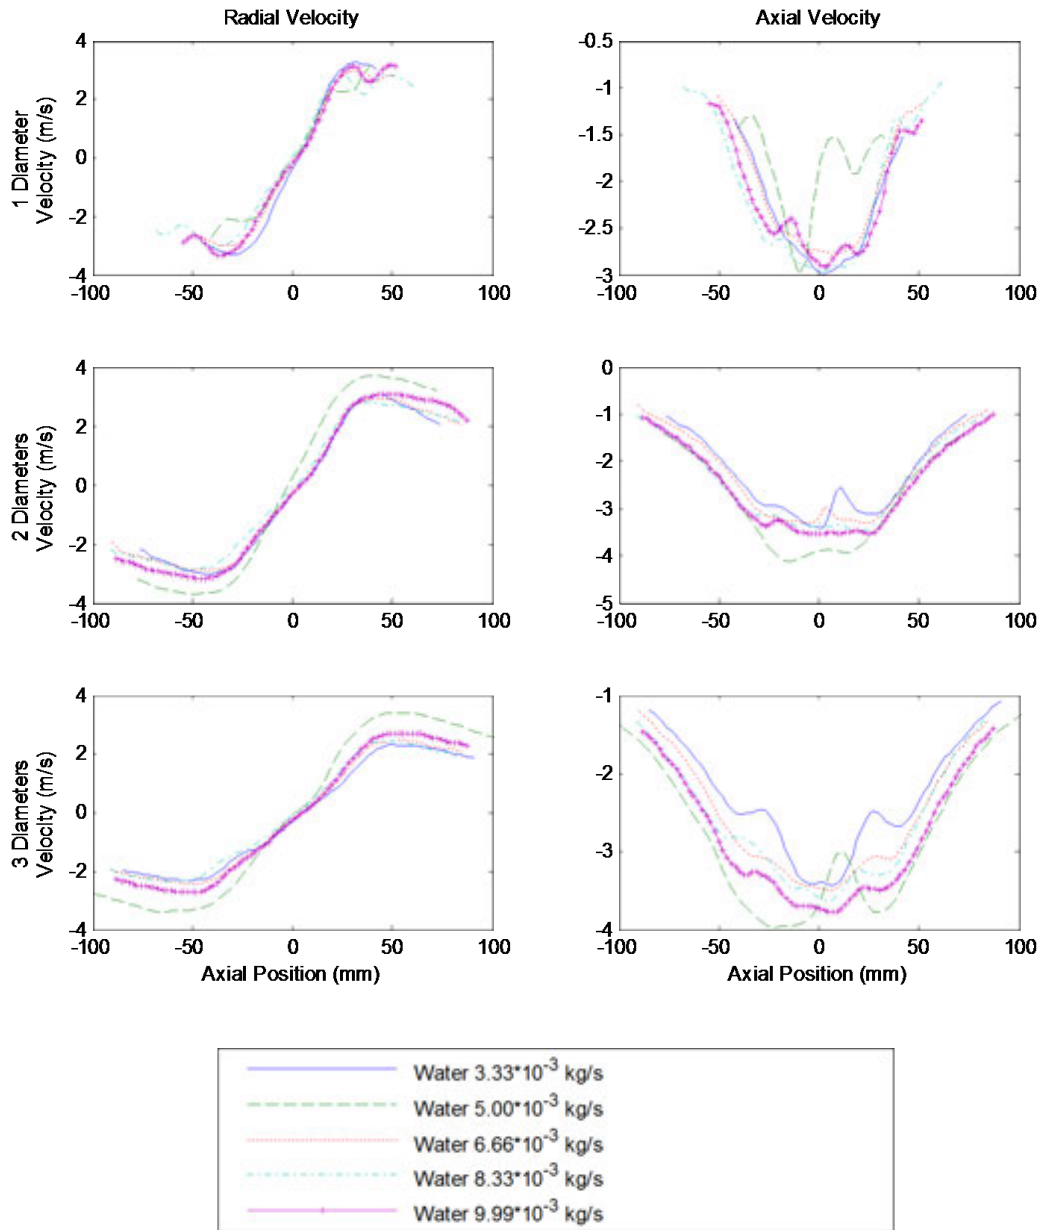 Radial Velocity
Axial Velocity
1 Diameter
Velocity (m/s)
4
2
0
-2
-4
-100 -50 0 50 100
-0.5
-1
-1.5
-2
-2.5
-3
-100 -50 0 50 100
2 Diameters
Velocity (m/s)
4
2
0
-2
-4
-100 -50 0 50 100
0
-1
-2
-3
-4
-5
-100 -50 0 50 100
3 Diameters
Velocity (m/s)
4
2
0
-2
-4
-100 -50 0 50 100
Axial Position (mm)
-1
-2
-3
-4
-100 -50 0 50 100
Axial Position (mm)
Water 3.33*10^-3 kg/s
Water 5.00*10^-3 kg/s
Water 6.66*10^-3 kg/s
Water 8.33*10^-3 kg/s
Water 9.99*10^-3 kg/s